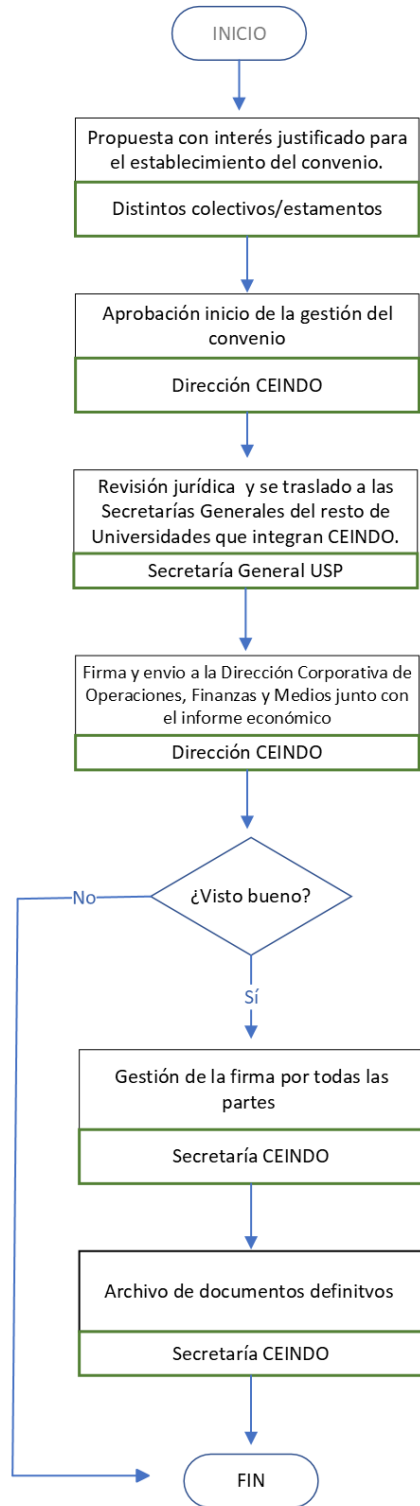 INICIO
Propuesta con interés justificado para
el establecimiento del convenio.
Distintos colectivos/estamentos
Aprobación inicio de la gestión del
convenio
Dirección CEINDO
Revisión jurídica y se traslado a las
Secretarías Generales del resto de
Universidades que integran CEINDO.
Secretaría General USP
Firma y envio a la Dirección Corporativa de
Operaciones, Finanzas y Medios junto con
el informe económico
Dirección CEINDO
No
¿Visto bueno?
Sí
Gestión de la firma por todas las
partes
Secretaría CEINDO
Archivo de documentos definitvos
Secretaría CEINDO
FIN